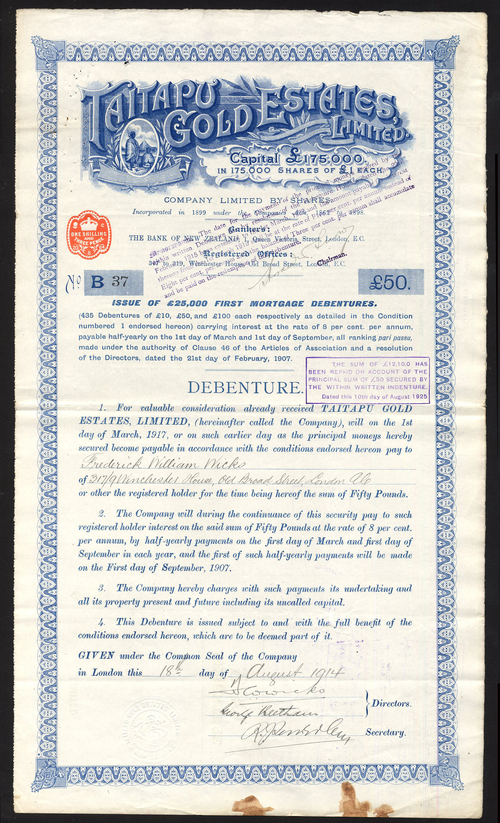 TAITAPU
GOLD ESTATES,
LIMITED.
Capital £175,000.
IN 175,000 SHARES OF £1 EACH.
COMPANY LIMITED BY SHARES
Incorporated in 1899 under the Companies Acts 1862 to 1898.
Bankers:
THE BANK OF NEW ZEALAND, 1, Queen Victoria Street, London, E.C.
Registered Offices:
Winchester House, Old Broad Street, London, E.C.
Chairman.
ONE SHILLING
AND
THREE PENCE
No B 37
£50.
ISSUE OF £25,000 FIRST MORTGAGE DEBENTURES.
(435 Debentures of £10, £50, and £100 each respectively as detailed in the Condition
numbered 1 endorsed hereon) carrying interest at the rate of 8 per cent. per annum,
payable half-yearly on the 1st day of March and 1st day of September, all ranking pari passu,
made under the authority of Clause 46 of the Articles of Association and a resolution
of the Directors, dated the 21st day of February, 1907.
THE SUM OF £12.10.0 HAS
BEEN REPAID ON ACCOUNT OF THE
PRINCIPAL SUM OF £50 SECURED BY
THE WITHIN WRITTEN INDENTURE.
Dated this 10th day of August 1925
DEBENTURE.
1. For valuable consideration already received TAITAPU GOLD
ESTATES, LIMITED, (hereinafter called the Company), will on the 1st
day of March, 1917, or on such earlier day as the principal moneys hereby
secured become payable in accordance with the conditions endorsed hereon pay to
Frederick William Wicks
of 317/9 Winchester House, Old Broad Street, London E.C
or other the registered holder for the time being hereof the sum of Fifty Pounds.
2. The Company will during the continuance of this security pay to such
registered holder interest on the said sum of Fifty Pounds at the rate of 8 per cent.
per annum, by half-yearly payments on the first day of March and first day of
September in each year, and the first of such half-yearly payments will be made
on the First day of September, 1907.
3. The Company hereby charges with such payments its undertaking and
all its property present and future including its uncalled capital.
4. This Debenture is issued subject to and with the full benefit of the
conditions endorsed hereon, which are to be deemed part of it.
GIVEN under the Common Seal of the Company
in London this 18th day of August 1914
George Beetham
Directors.
Secretary.